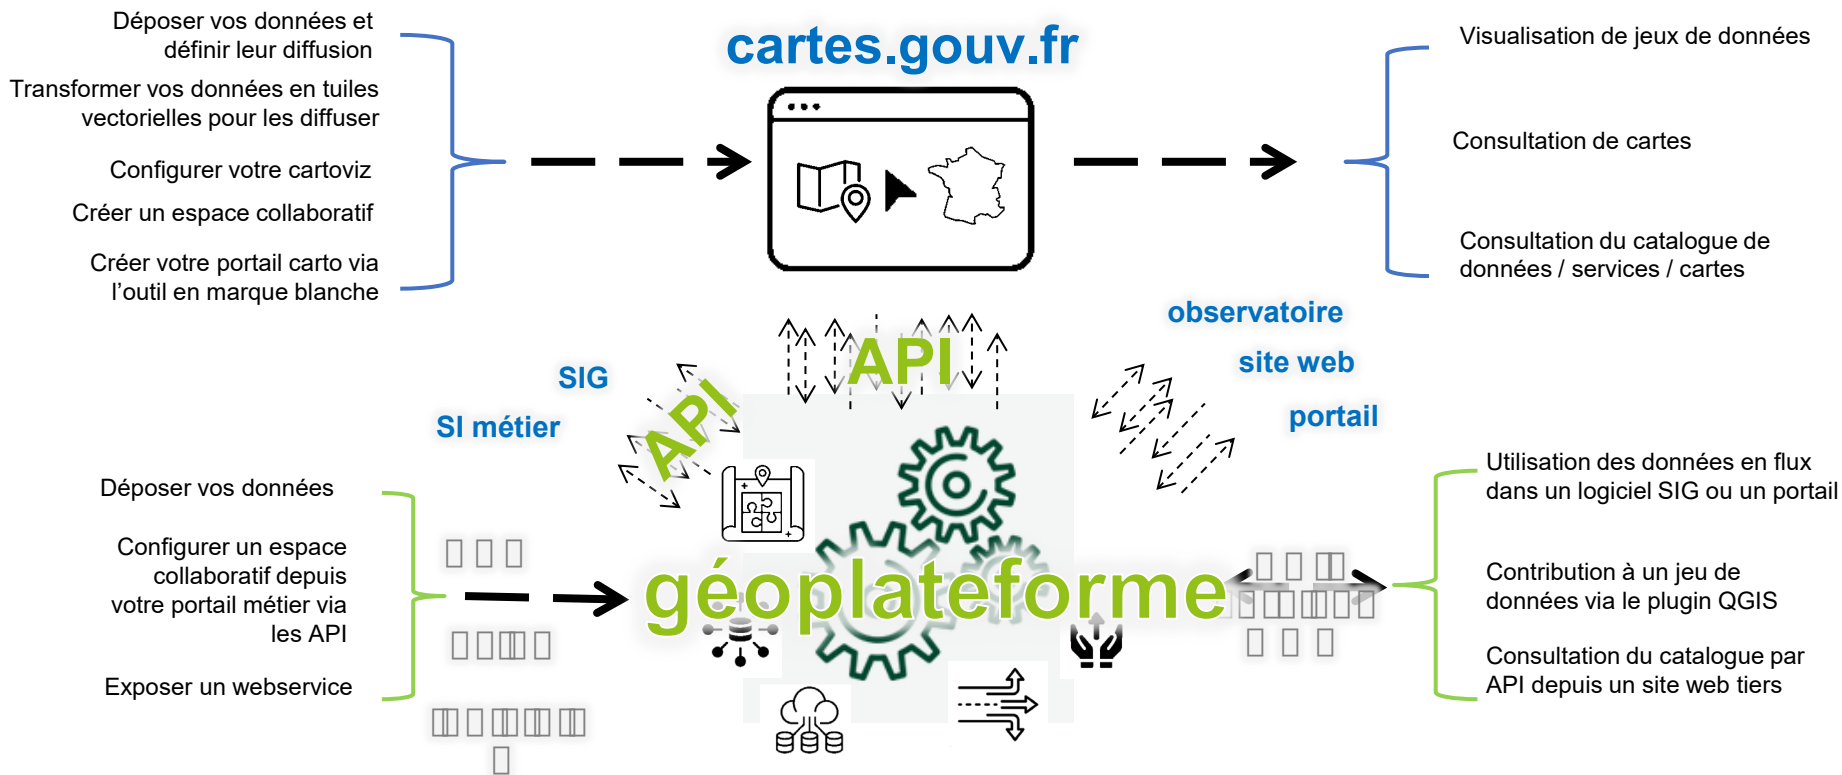 Déposer vos données et
définir leur diffusion
Transformer vos données en tuiles
vectorielles pour les diffuser
Configurer votre cartoviz
Créer un espace collaboratif
Créer votre portail carto via
l’outil en marque blanche
cartes.gouv.fr
Visualisation de jeux de données
Consultation de cartes
Consultation du catalogue de
données / services / cartes
observatoire
site web
portail
API
SIG
API
SI métier
Déposer vos données
Configurer un espace
collaboratif depuis
votre portail métier via
les API
Exposer un webservice
géoplateforme
Utilisation des données en flux
dans un logiciel SIG ou un portail
Contribution à un jeu de
données via le plugin QGIS
Consultation du catalogue par
API depuis un site web tiers